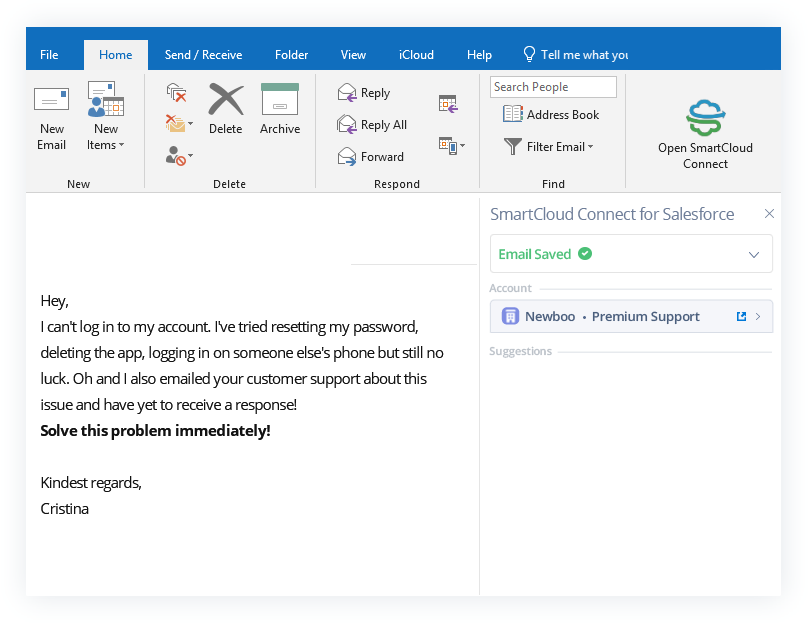 File Home Send / Receive Folder View iCloud Help Tell me what you
New Email
New Items
New
Delete
Archive
Delete
Reply
Reply All
Forward
Respond
Search People
Address Book
Filter Email
Find
Open SmartCloud
Connect
SmartCloud Connect for Salesforce
Email Saved
Account
Newboo • Premium Support
Suggestions
Hey,
I can't log in to my account. I've tried resetting my password,
deleting the app, logging in on someone else's phone but still no
luck. Oh and I also emailed your customer support about this
issue and have yet to receive a response!
Solve this problem immediately!
Kindest regards,
Cristina